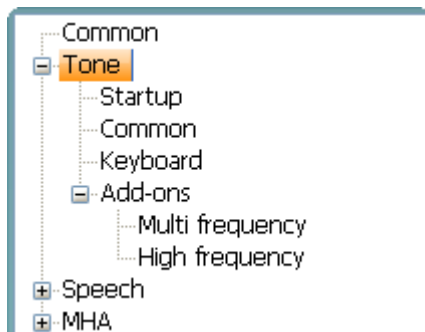 Common
Tone
Startup
Common
Keyboard
Add-ons
Multi frequency
High frequency
Speech
MHA